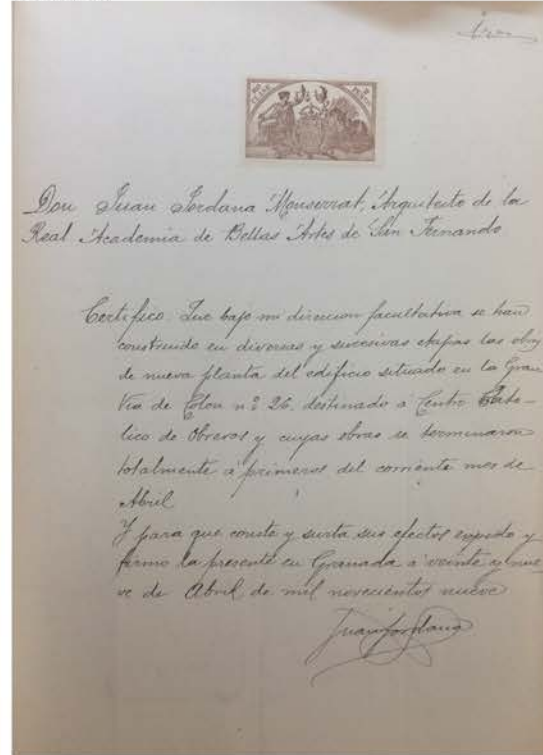 Don Juan Jordana Monserrat, Arquitecto de la
Real Academia de Bellas Artes de San Fernando
Certifico. Que bajo mi direccion facultativa se han
construido en diversas y sucesivas etapas las obras
de nueva planta del edificio situado en la Gran
Via de Colon nº 26. destinado á Centro Cató-
lico de Obreros y cuyas obras se terminaron
totalmente á primeros del corriente mes de
Abril
Y para que conste y surta sus efectos expido y
firmo la presente en Granada á veinte y nue-
ve de Abril de mil novecientos nueve
Juan Jordana